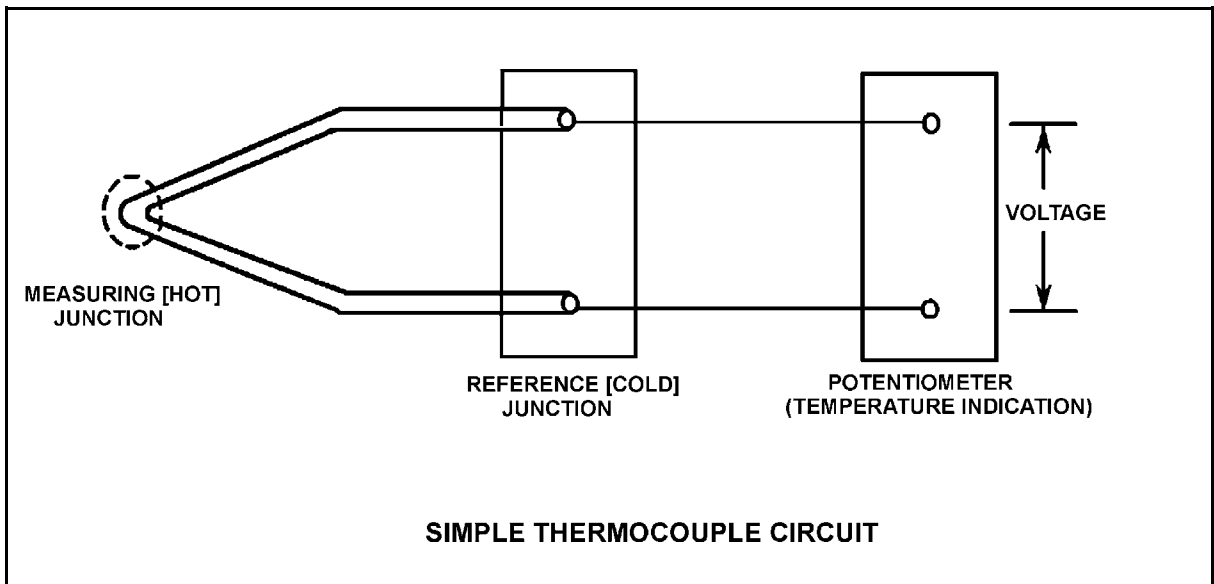 VOLTAGE
MEASURING [HOT]
JUNCTION
REFERENCE [COLD]
JUNCTION
POTENTIOMETER
(TEMPERATURE INDICATION)
SIMPLE THERMOCOUPLE CIRCUIT